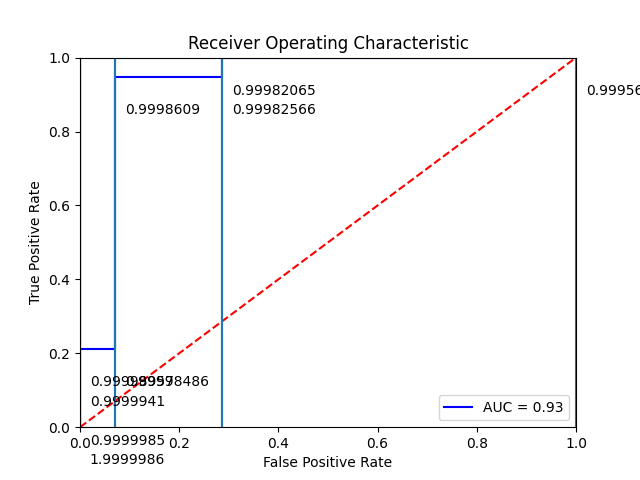 Receiver Operating Characteristic
1.0
0.99982065
0.99956
0.9998609
0.99982566
0.8
0.6
True Positive Rate
0.4
0.2
0.9999941
AUC = 0.93
0.0
0.0 0.2 0.4 0.6 0.8 1.0
0.9999985
1.9999986
False Positive Rate